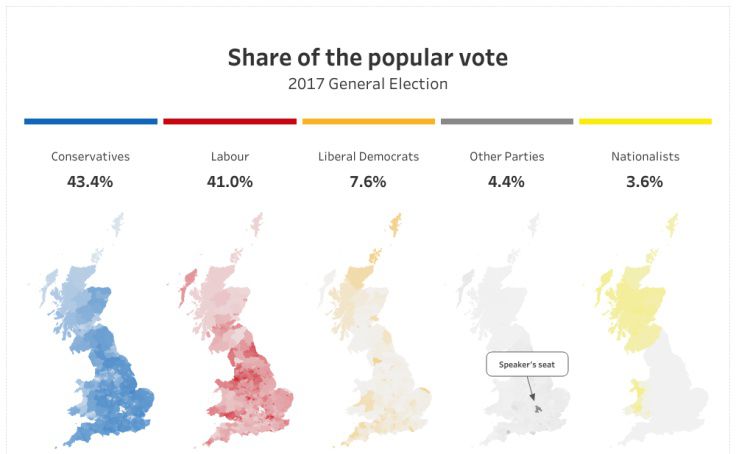 Share of the popular vote
2017 General Election
Conservatives
43.4%
Labour
41.0%
Liberal Democrats
7.6%
Other Parties
4.4%
Nationalists
3.6%
Speaker's seat